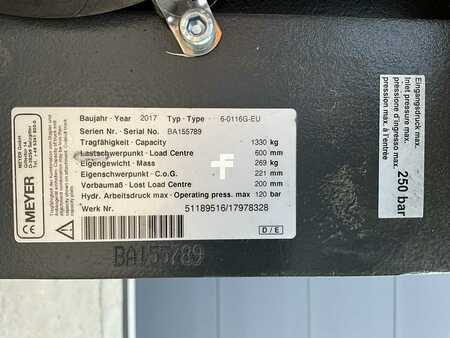 MEYER
MEYER GmbH
Baujahr - Year 2017 Typ - Type 6-0116G-EU
Serien Nr. - Serial No. BA155789
Tragfähigkeit - Capacity 1330 kg
Lastschwerpunkt - Load Centre 600 mm
Eigengewicht - Mass 269 kg
Eigenschwerpunkt - C.o.G. 221 mm
Vorbaumaß - Lost Load Centre 200 mm
Hydr. Arbeitsdruck max - Operating press. max 120 bar
Werk Nr. 51189516/17978328
D / E
BA155789
Eingangsdruck max.
Inlet pressure max.
pressione d'ingresso max.
pression max. à l'entrée
250 bar